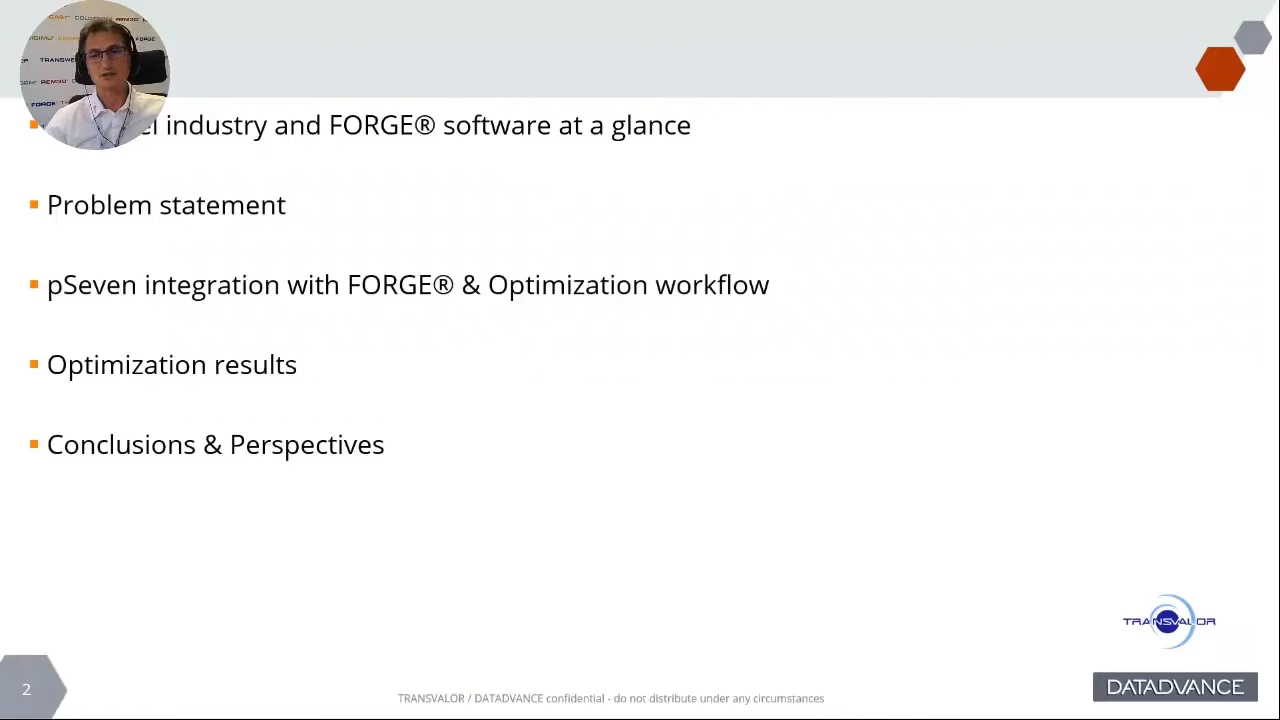 industry and FORGE® software at a glance
Problem statement
pSeven integration with FORGE® & Optimization workflow
Optimization results
Conclusions & Perspectives
TRANSVALOR
DATADVANCE
2
TRANSVALOR / DATADVANCE confidential - do not distribute under any circumstances